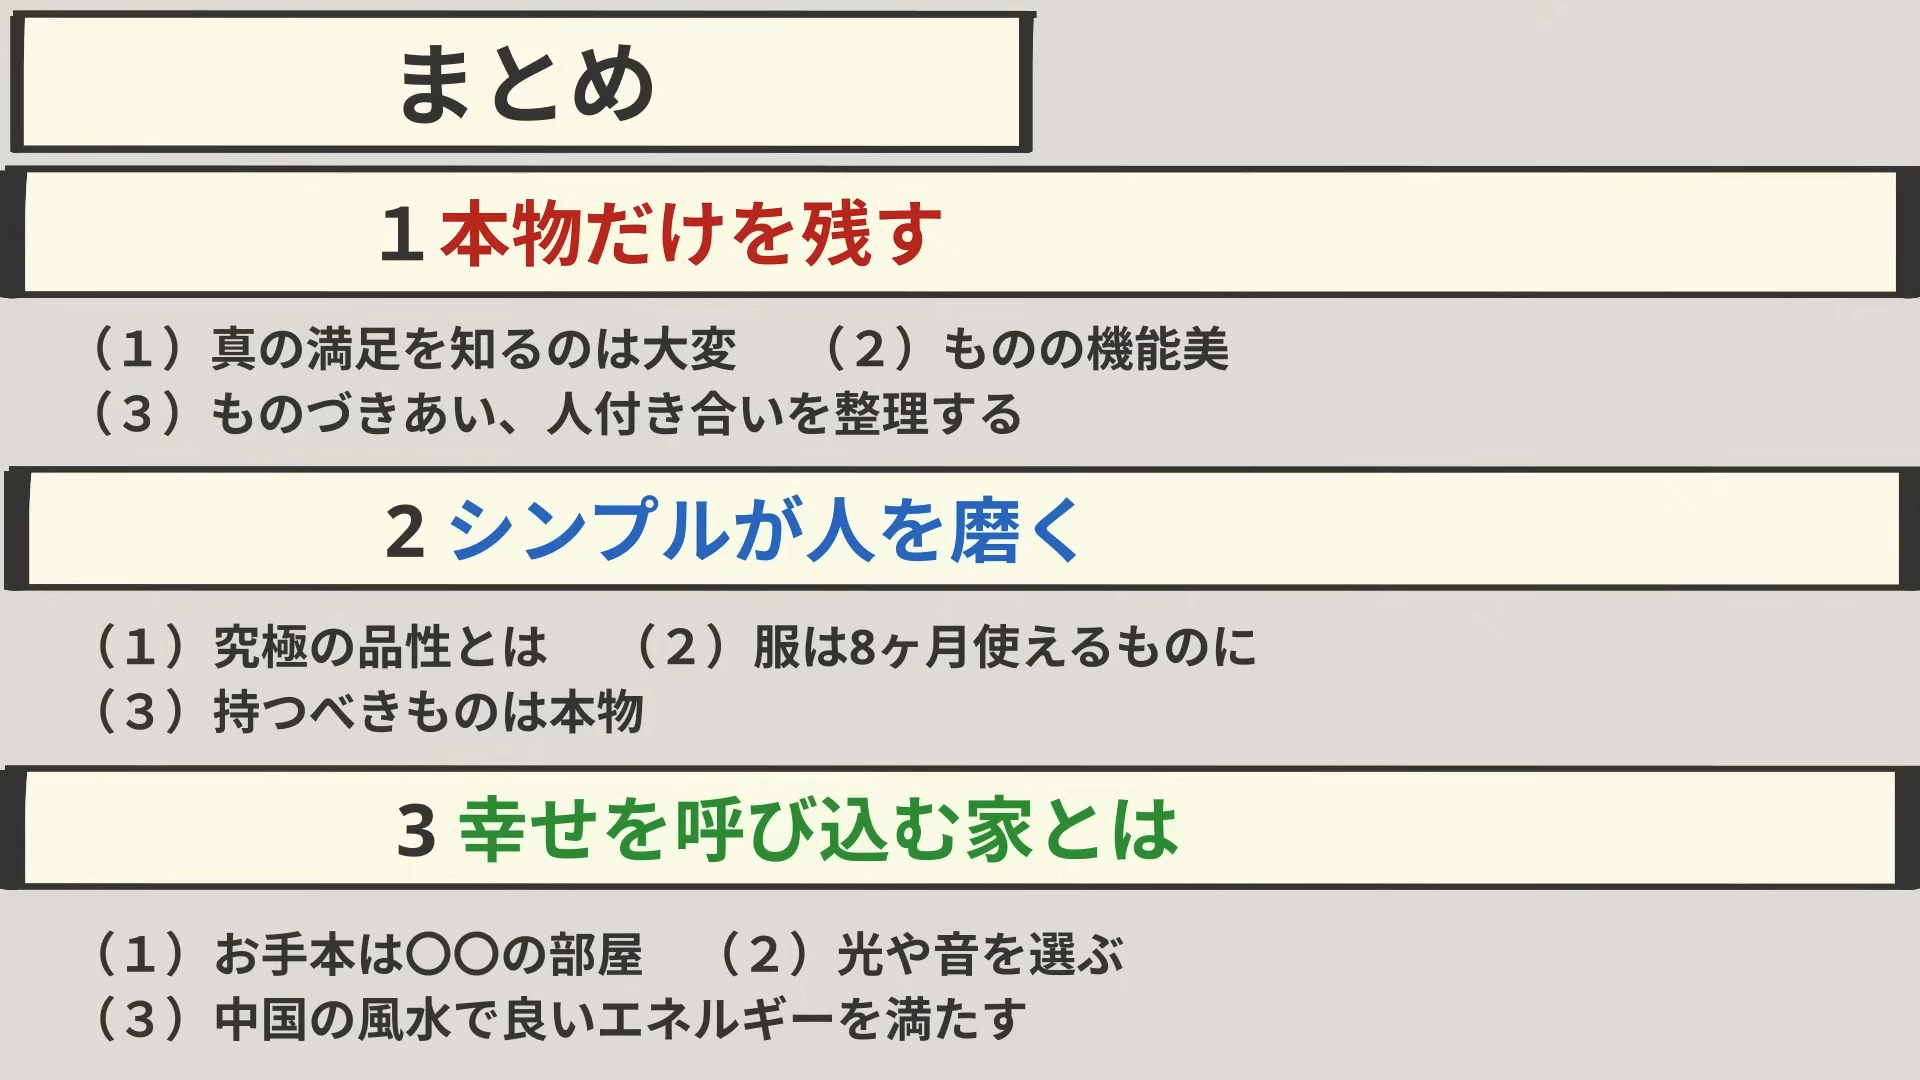 まとめ
１本物だけを残す
（１）真の満足を知るのは大変　（２）ものの機能美
（３）ものづきあい、人付き合いを整理する
2 シンプルが人を磨く
（１）究極の品性とは　（２）服は8ヶ月使えるものに
（３）持つべきものは本物
3 幸せを呼び込む家とは
（１）お手本は〇〇の部屋　（２）光や音を選ぶ
（３）中国の風水で良いエネルギーを満たす